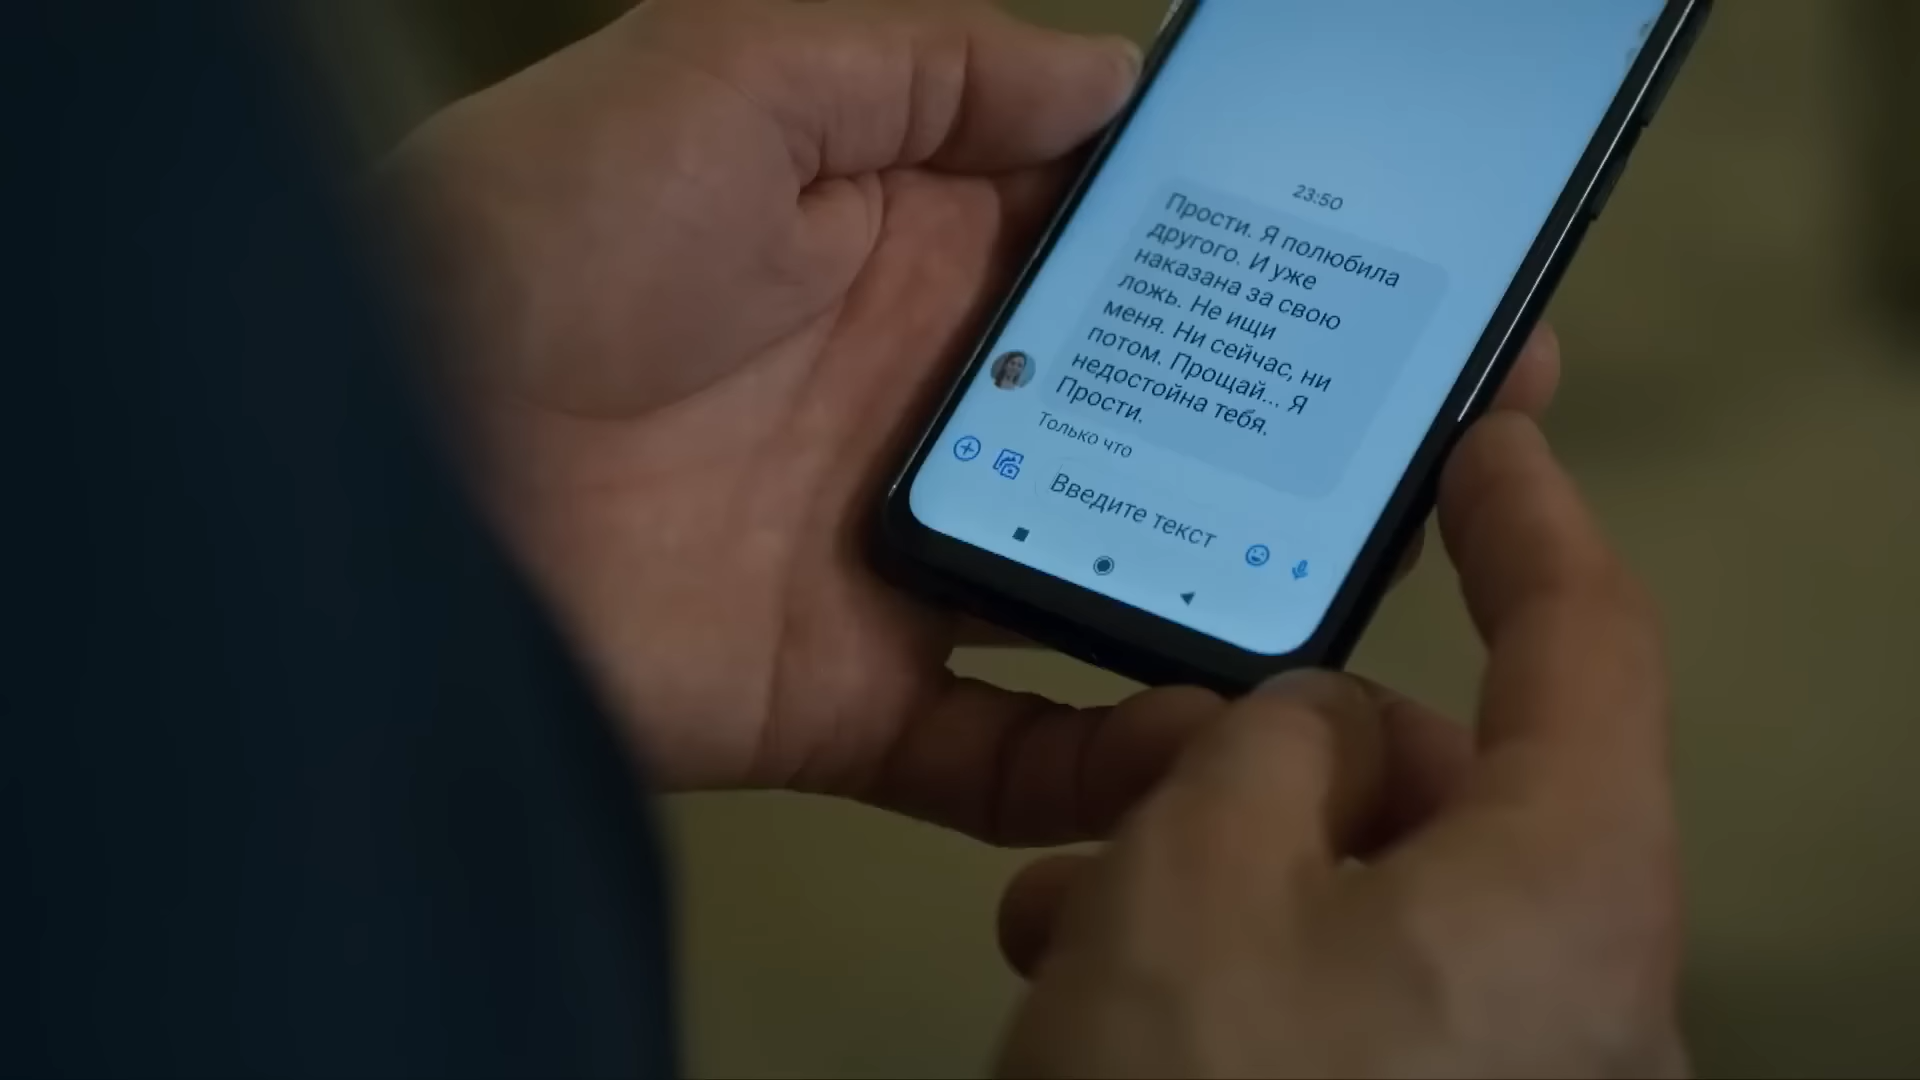 23:50
Прости. Я полюбила
другого. И уже
наказана за свою
ложь. Не ищи
меня. Ни сейчас, ни
потом. Прощай... Я
недостойна тебя.
Прости.
Только что
Введите текст